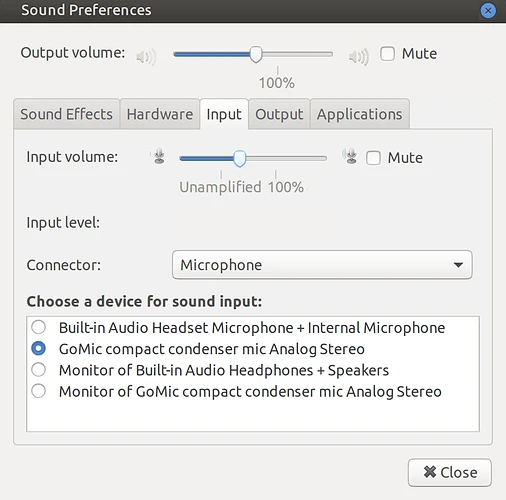 Sound Preferences
Output volume:
Mute
100%
Sound Effects Hardware Input Output Applications
Input volume:
Mute
Unamplified 100%
Input level:
Connector: Microphone
Choose a device for sound input:
Built-in Audio Headset Microphone + Internal Microphone
GoMic compact condenser mic Analog Stereo
Monitor of Built-in Audio Headphones + Speakers
Monitor of GoMic compact condenser mic Analog Stereo
Close